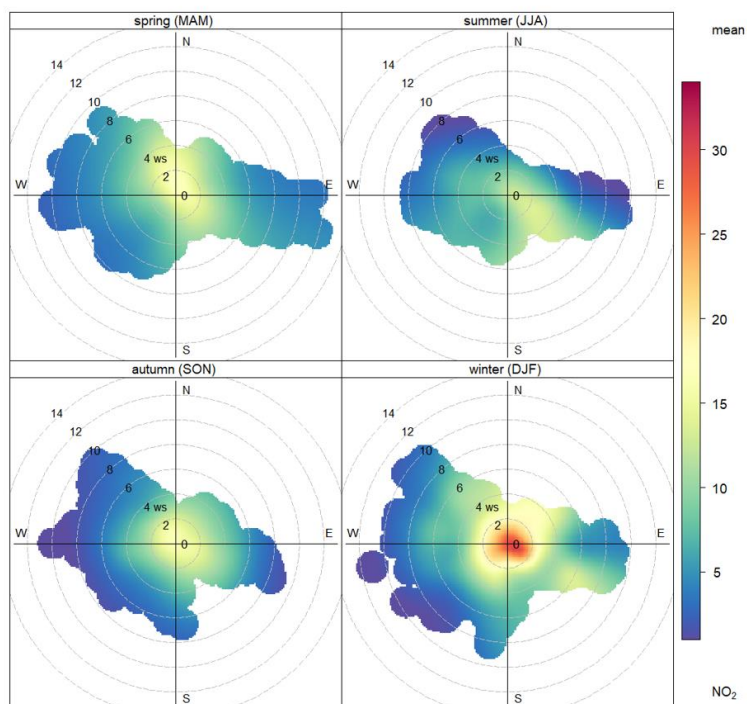 spring (MAM)
summer (JJA)
mean
N
14
12
10
8
6
4 ws
2
0
W
E
S
N
14
12
10
8
6
4 ws
2
0
W
E
S
30
25
20
15
10
5
autumn (SON)
winter (DJF)
N
14
12
10
8
6
4 ws
2
0
W
E
S
N
14
12
10
8
6
4 ws
2
0
W
E
S
NO₂